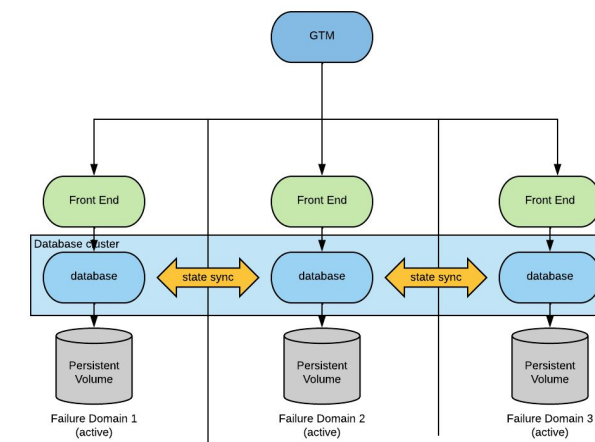 GTM
Front End
Front End
Front End
Database cluster
database
state sync
database
state sync
database
Persistent
Volume
Persistent
Volume
Persistent
Volume
Failure Domain 1
(active)
Failure Domain 2
(active)
Failure Domain 3
(active)